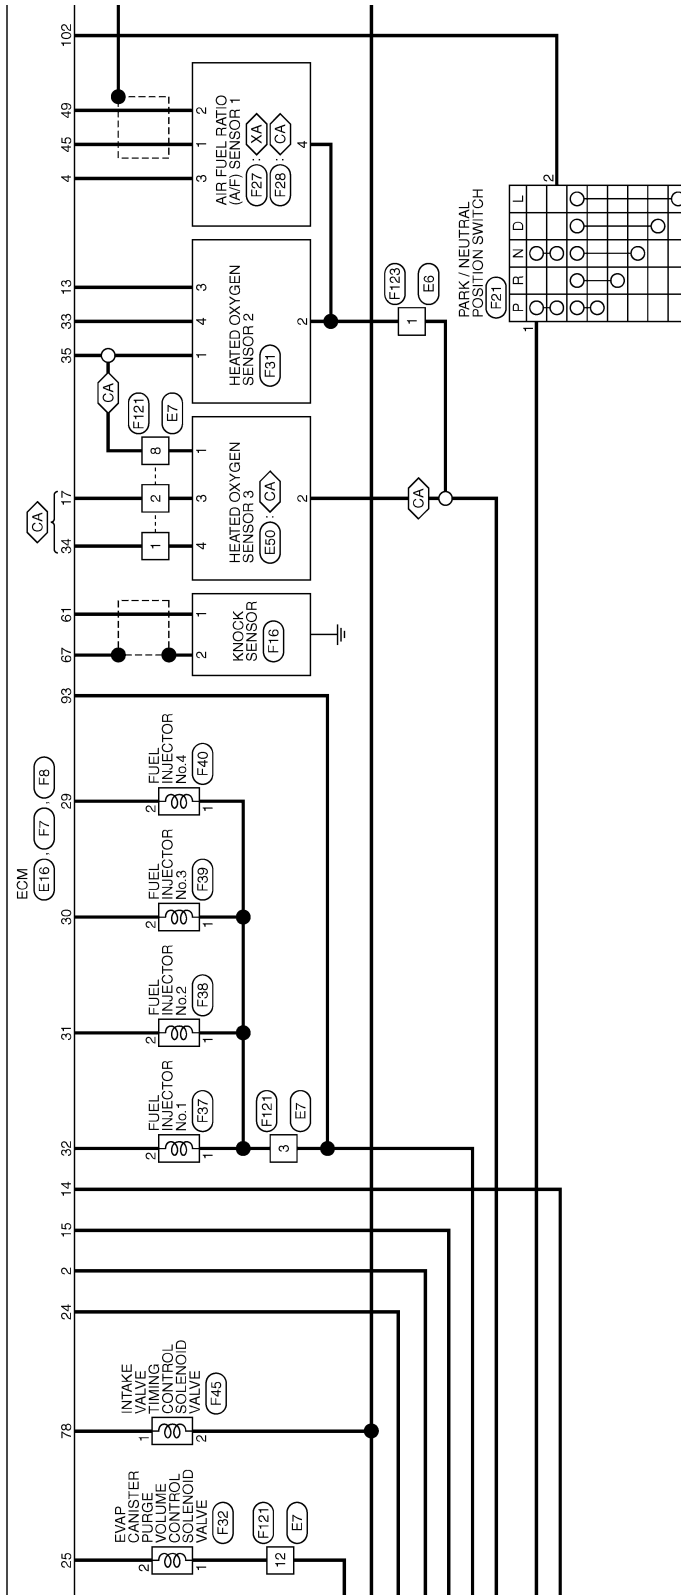 102
49
45
4
2
1
3
AIR FUEL RATIO
(A/F) SENSOR 1
F27 : XA
F28 : CA
4
13
33
35
3
4
1
HEATED OXYGEN
SENSOR 2
F31
2
F123
E6
1
PARK / NEUTRAL
POSITION SWITCH
F21
2
1
P R N D L
CA
F121
E7
8
2
1
CA
17
34
1
3
4
HEATED OXYGEN
SENSOR 3
E50 : CA
2
CA
61
67
1
2
KNOCK
SENSOR
F16
93
ECM
E16 , F7 , F8
29
2
1
FUEL
INJECTOR
No.4
F40
30
2
1
FUEL
INJECTOR
No.3
F39
31
2
1
FUEL
INJECTOR
No.2
F38
32
2
1
FUEL
INJECTOR
No.1
F37
F121
E7
3
14
15
2
24
78
1
2
INTAKE
VALVE
TIMING
CONTROL
SOLENOID
VALVE
F45
25
2
1
EVAP
CANISTER
PURGE
VOLUME
CONTROL
SOLENOID
VALVE
F32
F121
E7
12